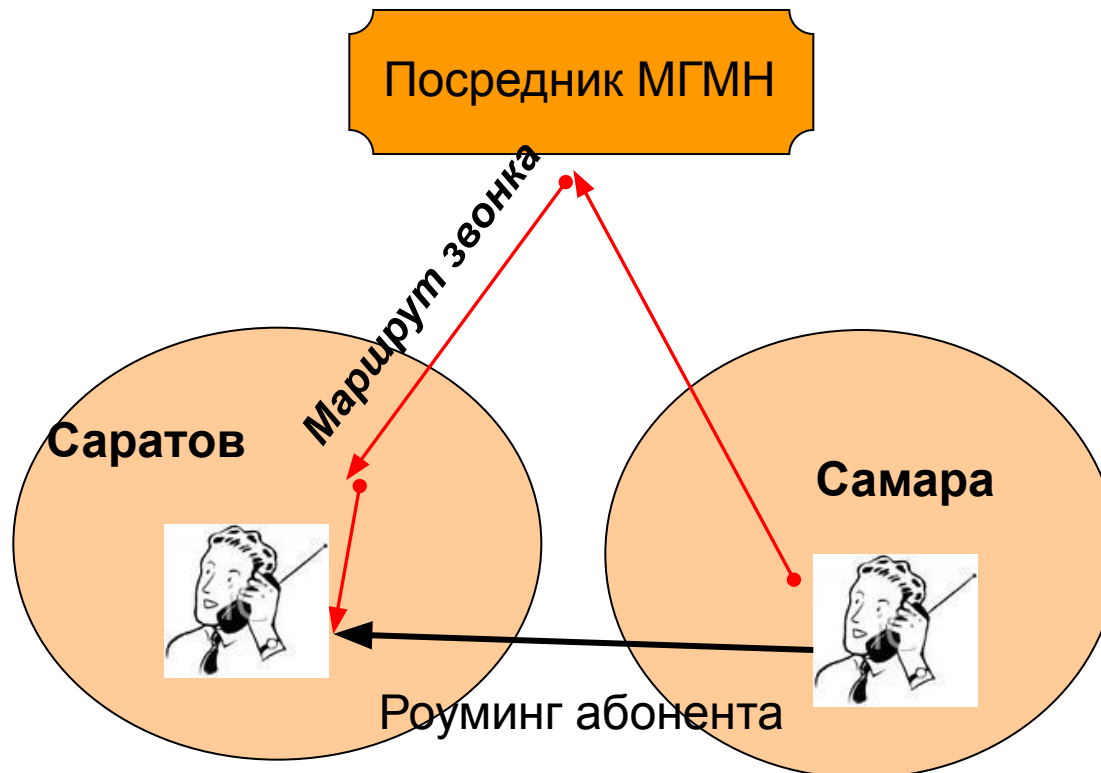 Посредник МГМН
Маршрут звонка
Саратов
Самара
Роуминг абонента